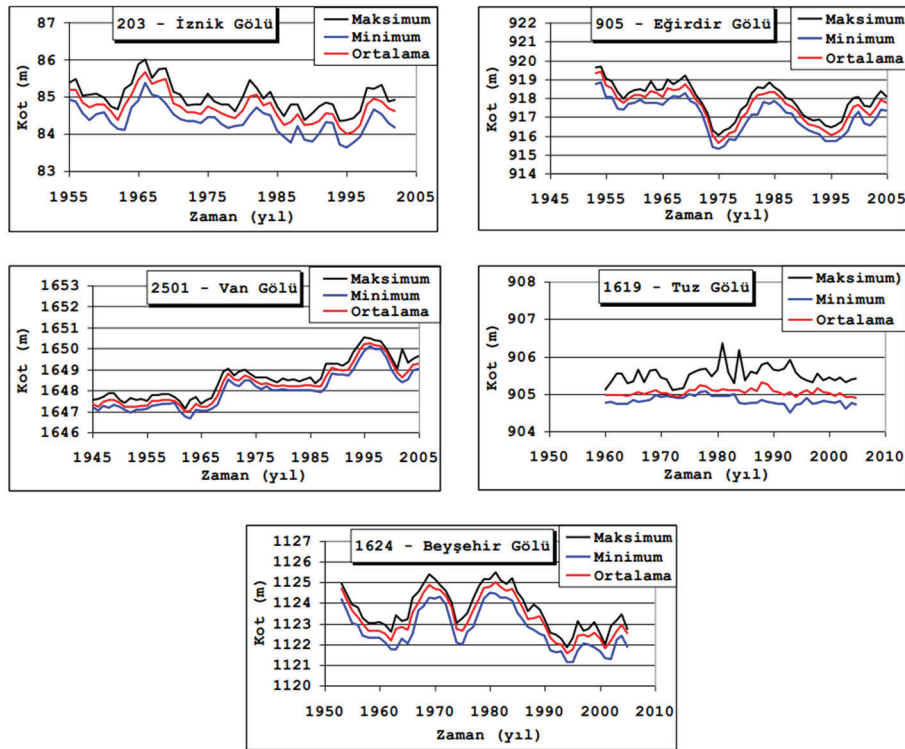 203 - İznik Gölü
Maksimum
Minimum
Ortalama
Kot (m)
87
86
85
84
83
1955 1965 1975 1985 1995 2005
Zaman (yıl)
905 - Eğirdir Gölü
Maksimum
Minimum
Ortalama
Kot (m)
922
921
920
919
918
917
916
915
914
1945 1955 1965 1975 1985 1995 2005
Zaman (yıl)
2501 - Van Gölü
Maksimum
Minimum
Ortalama
Kot (m)
1653
1652
1651
1650
1649
1648
1647
1646
1945 1955 1965 1975 1985 1995 2005
Zaman (yıl)
1619 - Tuz Gölü
Maksimum)
Minimum
Ortalama
Kot (m)
908
907
906
905
904
1950 1960 1970 1980 1990 2000 2010
Zaman (yıl)
1624 - Beyşehir Gölü
Maksimum
Minimum
Ortalama
Kot (m)
1127
1126
1125
1124
1123
1122
1121
1120
1950 1960 1970 1980 1990 2000 2010
Zaman (yıl)